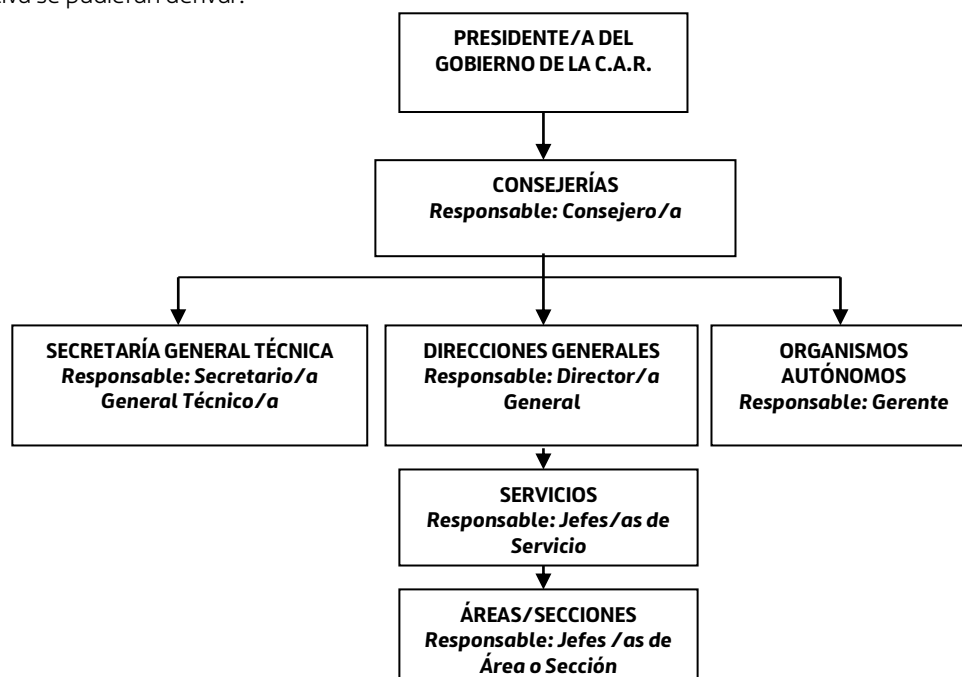 se pudieran derivar.
PRESIDENTE/A DEL
GOBIERNO DE LA C.A.R.
CONSEJERÍAS
Responsable: Consejero/a
SECRETARÍA GENERAL TÉCNICA
Responsable: Secretario/a
General Técnico/a
DIRECCIONES GENERALES
Responsable: Director/a
General
ORGANISMOS
AUTÓNOMOS
Responsable: Gerente
SERVICIOS
Responsable: Jefes/as de
Servicio
ÁREAS/SECCIONES
Responsable: Jefes /as de
Área o Sección